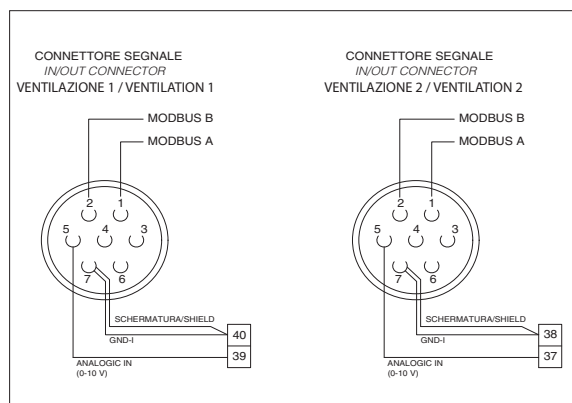 CONNETTORE SEGNALE
IN/OUT CONNECTOR
VENTILAZIONE 1 / VENTILATION 1
MODBUS B
MODBUS A
2
1
5
4
3
7
6
SCHERMATURA/SHIELD
40
GND-I
39
ANALOGIC IN
(0-10 V)
CONNETTORE SEGNALE
IN/OUT CONNECTOR
VENTILAZIONE 2 / VENTILATION 2
MODBUS B
MODBUS A
2
1
5
4
3
7
6
SCHERMATURA/SHIELD
38
GND-I
37
ANALOGIC IN
(0-10 V)